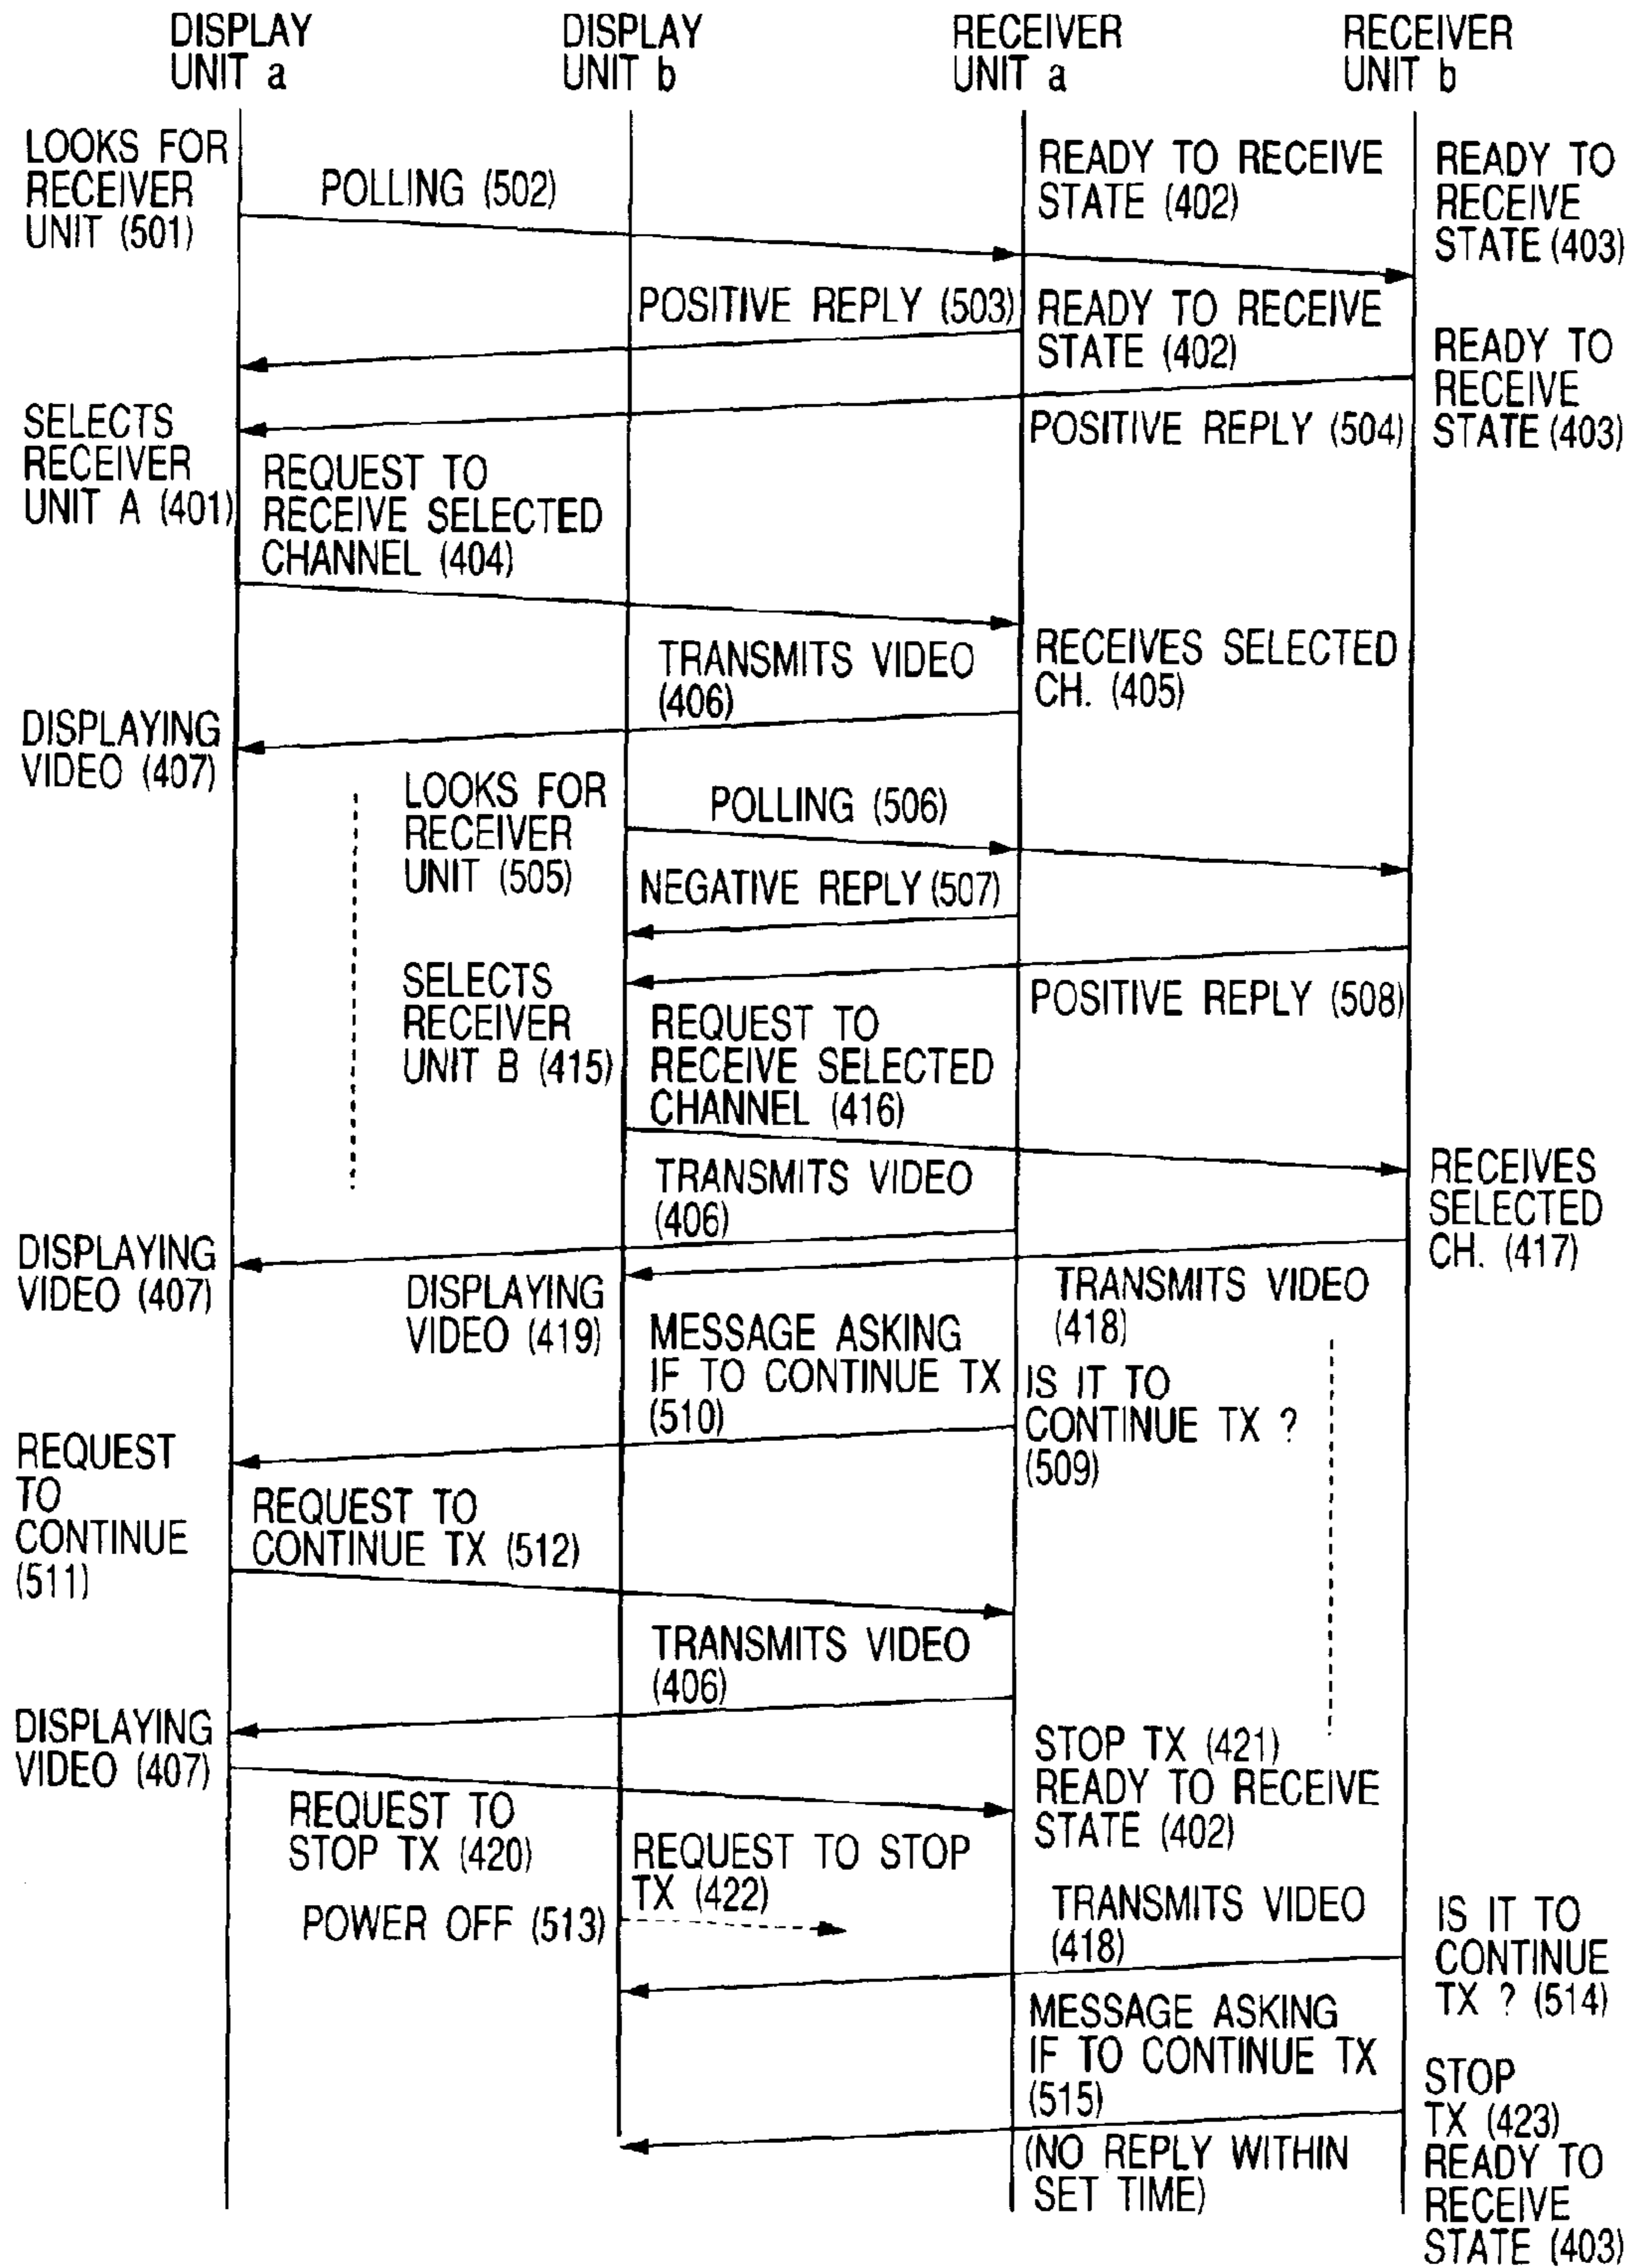 DISPLAY
UNIT a
DISPLAY
UNIT b
RECEIVER
UNIT a
RECEIVER
UNIT b
LOOKS FOR
RECEIVER
UNIT (501)
POLLING (502)
READY TO RECEIVE
STATE (402)
READY TO
RECEIVE
STATE (403)
POSITIVE REPLY (503)
READY TO RECEIVE
STATE (402)
READY TO
RECEIVE
STATE (403)
POSITIVE REPLY (504)
SELECTS
RECEIVER
UNIT A (401)
REQUEST TO
RECEIVE SELECTED
CHANNEL (404)
TRANSMITS VIDEO
(406)
RECEIVES SELECTED
CH. (405)
DISPLAYING
VIDEO (407)
LOOKS FOR
RECEIVER
UNIT (505)
POLLING (506)
NEGATIVE REPLY (507)
SELECTS
RECEIVER
UNIT B (415)
POSITIVE REPLY (508)
REQUEST TO
RECEIVE SELECTED
CHANNEL (416)
TRANSMITS VIDEO
(406)
RECEIVES
SELECTED
CH. (417)
DISPLAYING
VIDEO (407)
DISPLAYING
VIDEO (419)
TRANSMITS VIDEO
(418)
MESSAGE ASKING
IF TO CONTINUE TX
(510)
IS IT TO
CONTINUE TX ?
(509)
REQUEST
TO
CONTINUE
(511)
REQUEST TO
CONTINUE TX (512)
TRANSMITS VIDEO
(406)
DISPLAYING
VIDEO (407)
STOP TX (421)
READY TO RECEIVE
STATE (402)
REQUEST TO
STOP TX (420)
REQUEST TO STOP
TX (422)
POWER OFF (513)
TRANSMITS VIDEO
(418)
IS IT TO
CONTINUE
TX ? (514)
MESSAGE ASKING
IF TO CONTINUE TX
(515)
(NO REPLY WITHIN
SET TIME)
STOP
TX (423)
READY TO
RECEIVE
STATE (403)